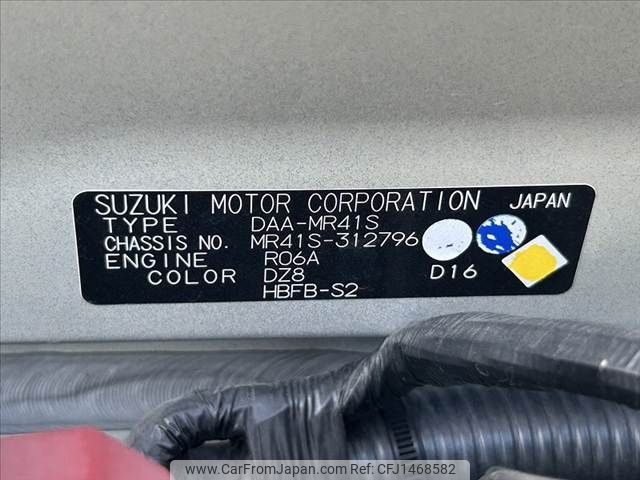 SUZUKI MOTOR CORPORATION JAPAN
TYPE DAA-MR41S
CHASSIS NO. MR41S-312796
ENGINE R06A
COLOR DZ8 D16
HBFB-S2
www.CarFromJapan.com Ref:CFJ1468582